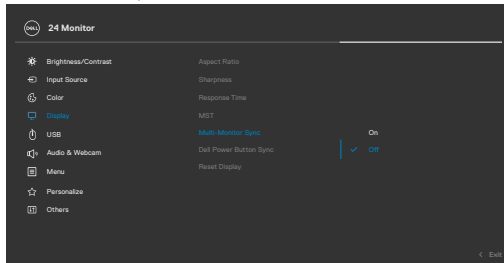 DELL 24 Monitor
Brightness/Contrast
Input Source
Color
Display
USB
Audio & Webcam
Menu
Personalize
Others
Aspect Ratio
Sharpness
Response Time
MST
Multi-Monitor Sync
Dell Power Button Sync
Reset Display
On
Off
Exit